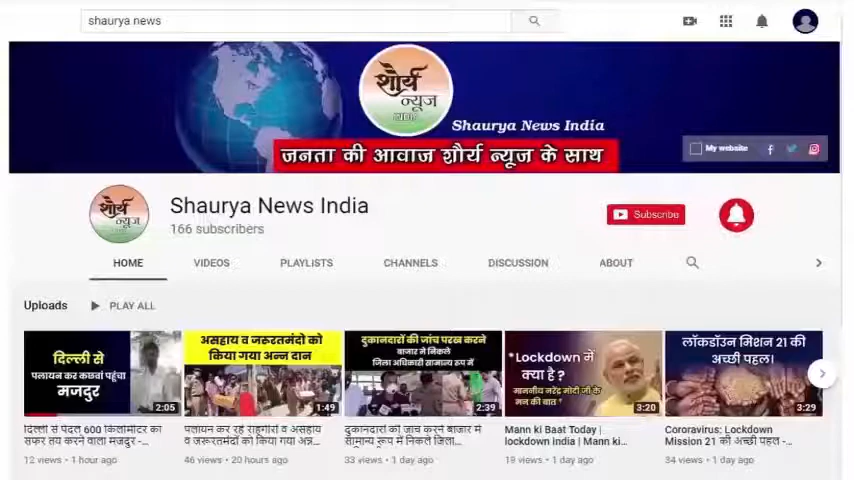 shaurya news
शौर्य
न्यूज
INDIA
Shaurya News India
My website
जनता की आवाज शौर्य न्यूज के साथ
शौर्य
न्यूज
Shaurya News India
166 subscribers
Subscribe
HOME VIDEOS PLAYLISTS CHANNELS DISCUSSION ABOUT
Uploads PLAY ALL
दिल्ली से
पलायन कर कछवां पहुंचा
मजदुर
2:05
असहाय व जरूरतमंदो को
किया गया अन्न दान
1:49
दुकानदारों की जांच परख करने
बाजार में निकले
जिला अधिकारी सामान्य रूप में
2:39
"Lockdown में
क्या है ?
माननीय नरेंद्र मोदी जी के
मन की बात "
3:20
लॉकडॉउन मिशन 21 की
अच्छी पहल।
3:29
दिल्ली से पैदल 600 किलोमीटर का
सफर तय करने वाला मजदुर -...
12 views • 1 hour ago
पलायन कर रहे राहगीरों व असहाय
व जरूरतमंदों को किया गया अन्न...
46 views • 20 hours ago
दुकानदारों की जांच करने बाजार में
सामान्य रूप में निकले जिला...
33 views • 1 day ago
Mann ki Baat Today |
lockdown india | Mann ki...
19 views • 1 day ago
Cororavirus: Lockdown
Mission 21 की अच्छी पहल -...
34 views • 1 day ago